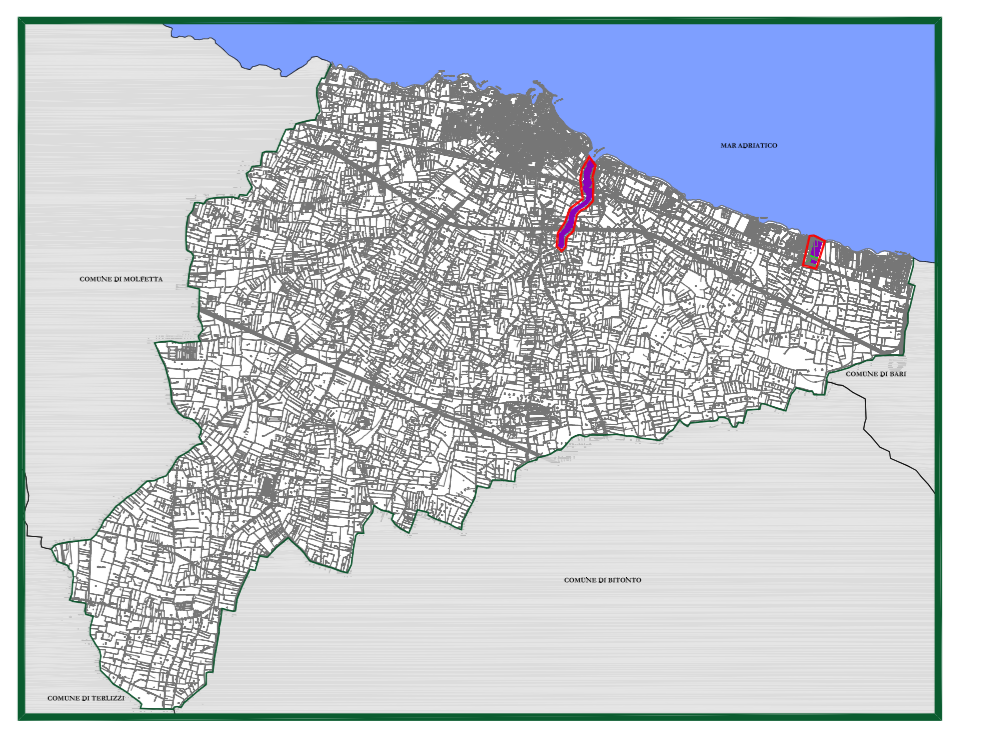 MAR ADRIATICO
COMUNE DI MOLFETTA
COMUNE DI BARI
COMUNE DI BITONTO
COMUNE DI TERLIZZI